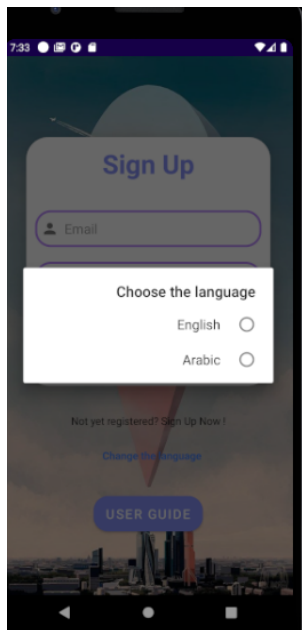 7:33
Sign Up
Email
Choose the language
English
Arabic
Not yet registered? Sign Up Now !
Change the language
USER GUIDE